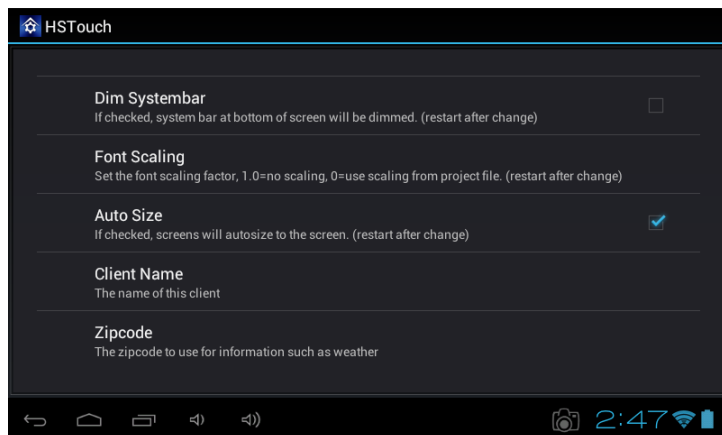 HSTouch
Dim Systembar
If checked, system bar at bottom of screen will be dimmed. (restart after change)
Font Scaling
Set the font scaling factor, 1.0=no scaling, 0=use scaling from project file. (restart after change)
Auto Size
If checked, screens will autosize to the screen. (restart after change)
Client Name
The name of this client
Zipcode
The zipcode to use for information such as weather
2:47